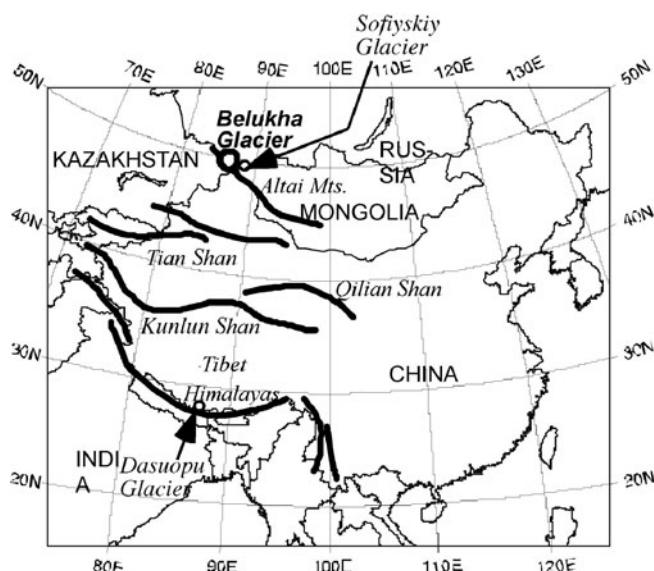 Sofiyskiy
Glacier
50N
70E
80E
90E
100E
110E
120E
130E
50N
Belukha
Glacier
KAZAKHSTAN
RUS-
SIA
Altai Mts.
MONGOLIA
40N
40N
Tian Shan
Qilian Shan
Kunlun Shan
30N
30N
Tibet
CHINA
Himalayas
INDI
A
Dasuopu
Glacier
20N
20N
80E
90E
100E
110E
120E